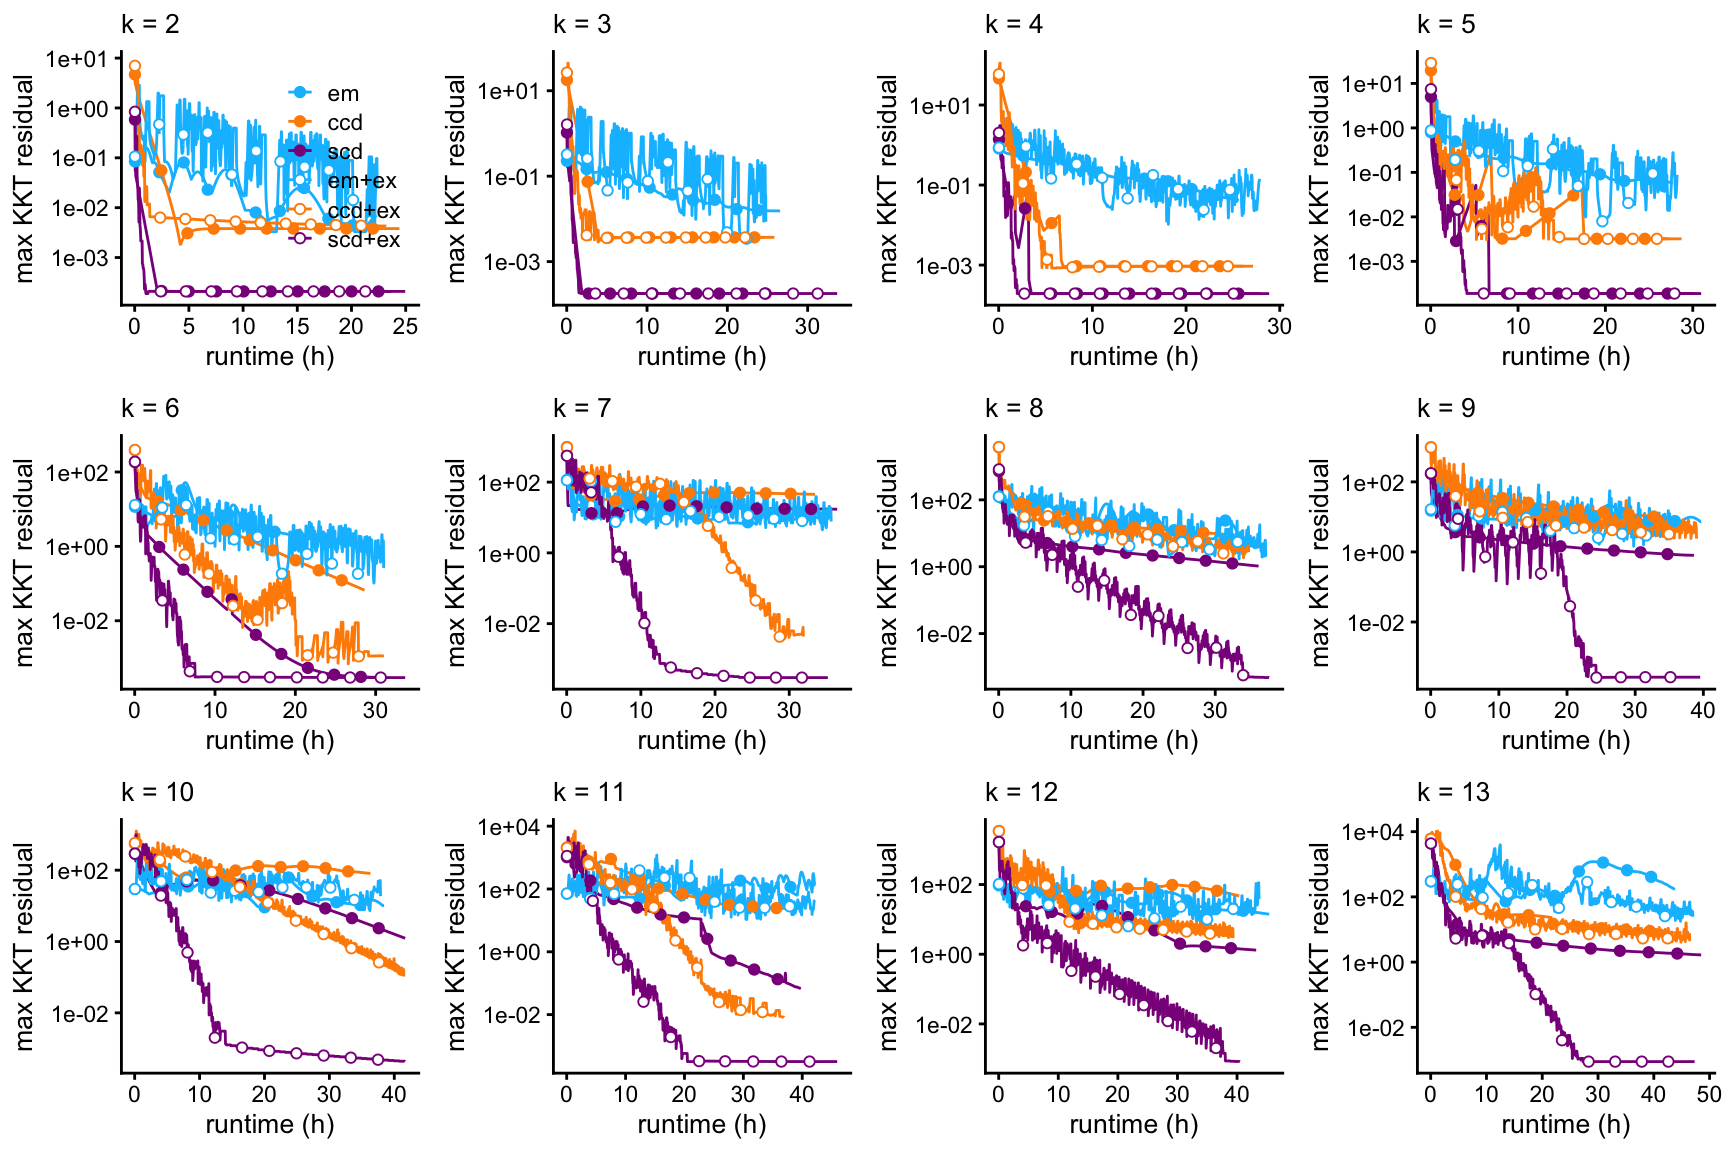 k = 2
k = 3
k = 4
k = 5
max KKT residual
1e+01
1e+00
1e-01
1e-02
1e-03
em
ccd
scd
em+ex
ccd+ex
scd+ex
0 5 10 15 20 25
runtime (h)
max KKT residual
1e+01
1e-01
1e-03
0 10 20 30
runtime (h)
max KKT residual
1e+01
1e-01
1e-03
0 10 20 30
runtime (h)
max KKT residual
1e+01
1e+00
1e-01
1e-02
1e-03
0 10 20 30
runtime (h)
k = 6
k = 7
k = 8
k = 9
max KKT residual
1e+02
1e+00
1e-02
0 10 20 30
runtime (h)
max KKT residual
1e+02
1e+00
1e-02
0 10 20 30
runtime (h)
max KKT residual
1e+02
1e+00
1e-02
0 10 20 30
runtime (h)
max KKT residual
1e+02
1e+00
1e-02
0 10 20 30 40
runtime (h)
k = 10
k = 11
k = 12
k = 13
max KKT residual
1e+02
1e+00
1e-02
0 10 20 30 40
runtime (h)
max KKT residual
1e+04
1e+02
1e+00
1e-02
0 10 20 30 40
runtime (h)
max KKT residual
1e+02
1e+00
1e-02
0 10 20 30 40
runtime (h)
max KKT residual
1e+04
1e+02
1e+00
1e-02
0 10 20 30 40 50
runtime (h)